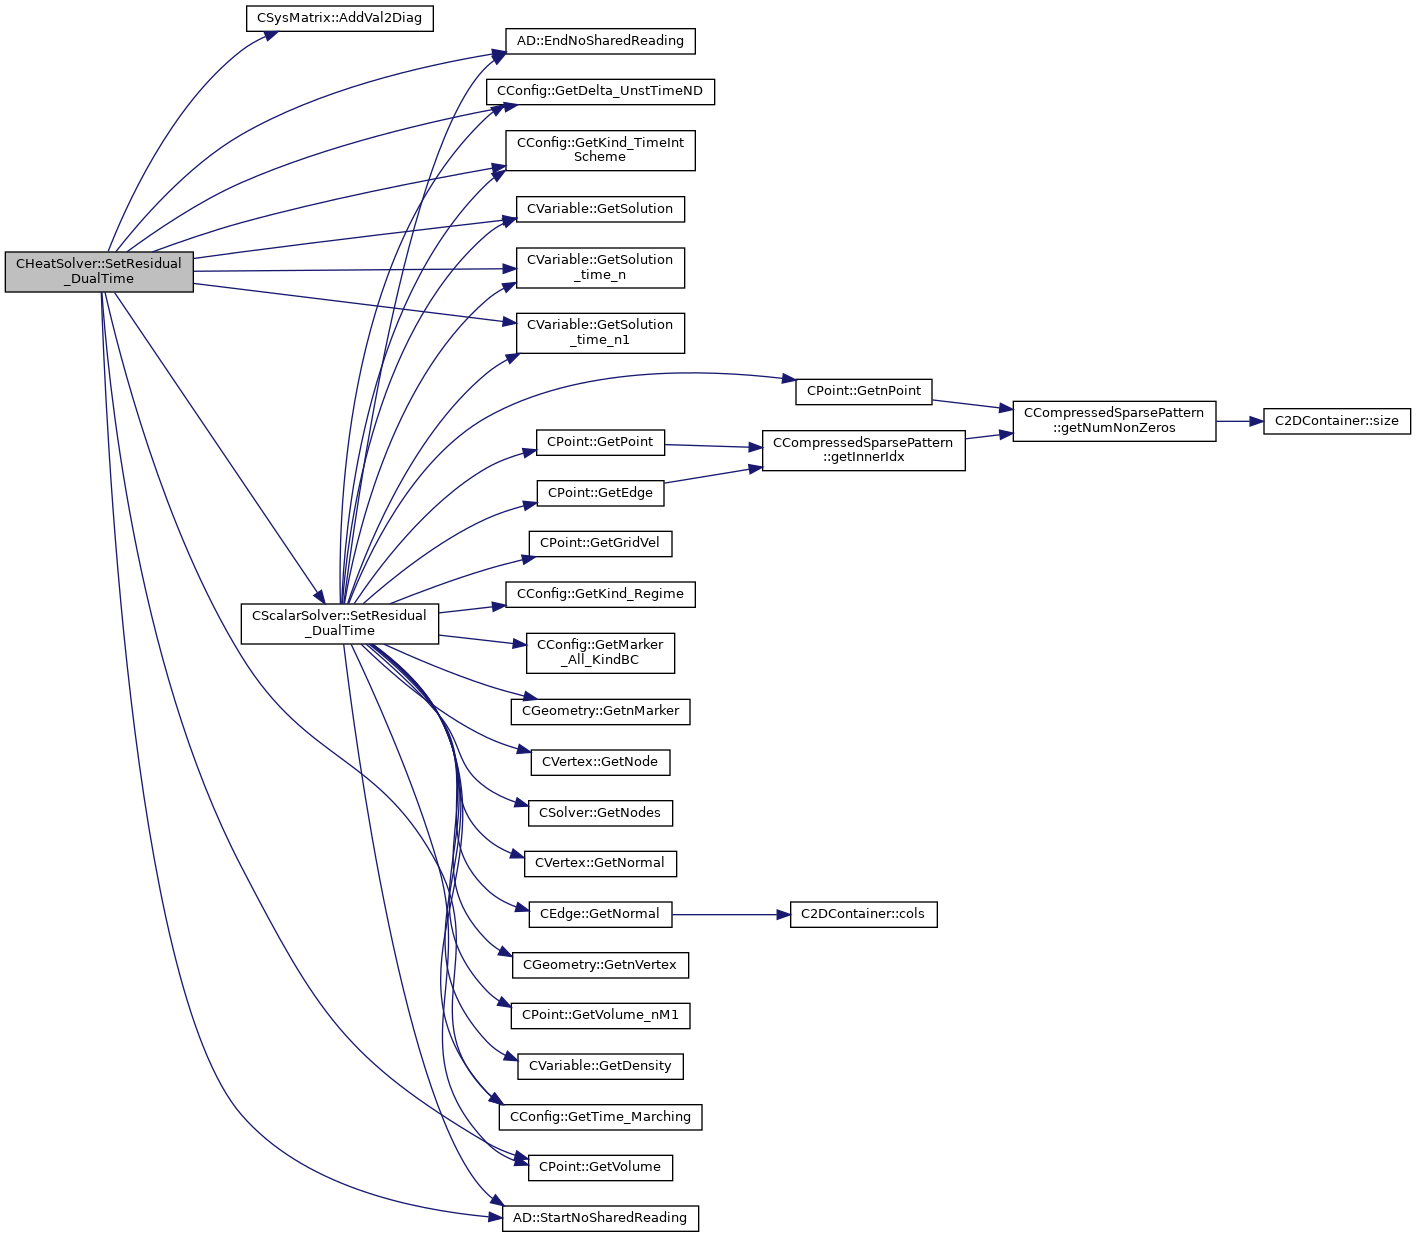 CSysMatrix::AddVal2Diag
AD::EndNoSharedReading
CConfig::GetDelta_UnstTimeND
CConfig::GetKind_TimeInt
Scheme
CVariable::GetSolution
CHeatSolver::SetResidual
_DualTime
CVariable::GetSolution
_time_n
CVariable::GetSolution
_time_n1
CPoint::GetnPoint
CCompressedSparsePattern
::getNumNonZeros
C2DContainer::size
CPoint::GetPoint
CCompressedSparsePattern
::getInnerIdx
CPoint::GetEdge
CPoint::GetGridVel
CConfig::GetKind_Regime
CScalarSolver::SetResidual
_DualTime
CConfig::GetMarker
_All_KindBC
CGeometry::GetnMarker
CVertex::GetNode
CSolver::GetNodes
CVertex::GetNormal
CEdge::GetNormal
C2DContainer::cols
CGeometry::GetnVertex
CPoint::GetVolume_nM1
CVariable::GetDensity
CConfig::GetTime_Marching
CPoint::GetVolume
AD::StartNoSharedReading